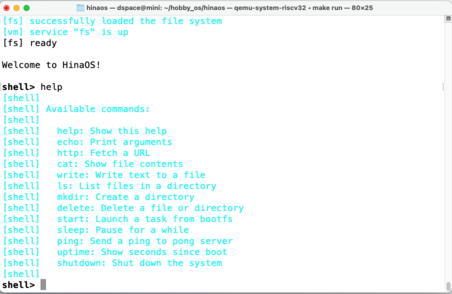 hinaos — dspace@mini: ~/hobby_os/hinaos — qemu-system-riscv32 • make run — 80×25
[fs] successfully loaded the file system
[vm] service "fs" is up
[fs] ready
Welcome to HinaOS!
shell> help
[shell]
[shell] Available commands:
[shell]
[shell]   help: Show this help
[shell]   echo: Print arguments
[shell]   http: Fetch a URL
[shell]   cat: Show file contents
[shell]   write: Write text to a file
[shell]   ls: List files in a directory
[shell]   mkdir: Create a directory
[shell]   delete: Delete a file or directory
[shell]   start: Launch a task from bootfs
[shell]   sleep: Pause for a while
[shell]   ping: Send a ping to pong server
[shell]   uptime: Show seconds since boot
[shell]   shutdown: Shut down the system
[shell]
shell>